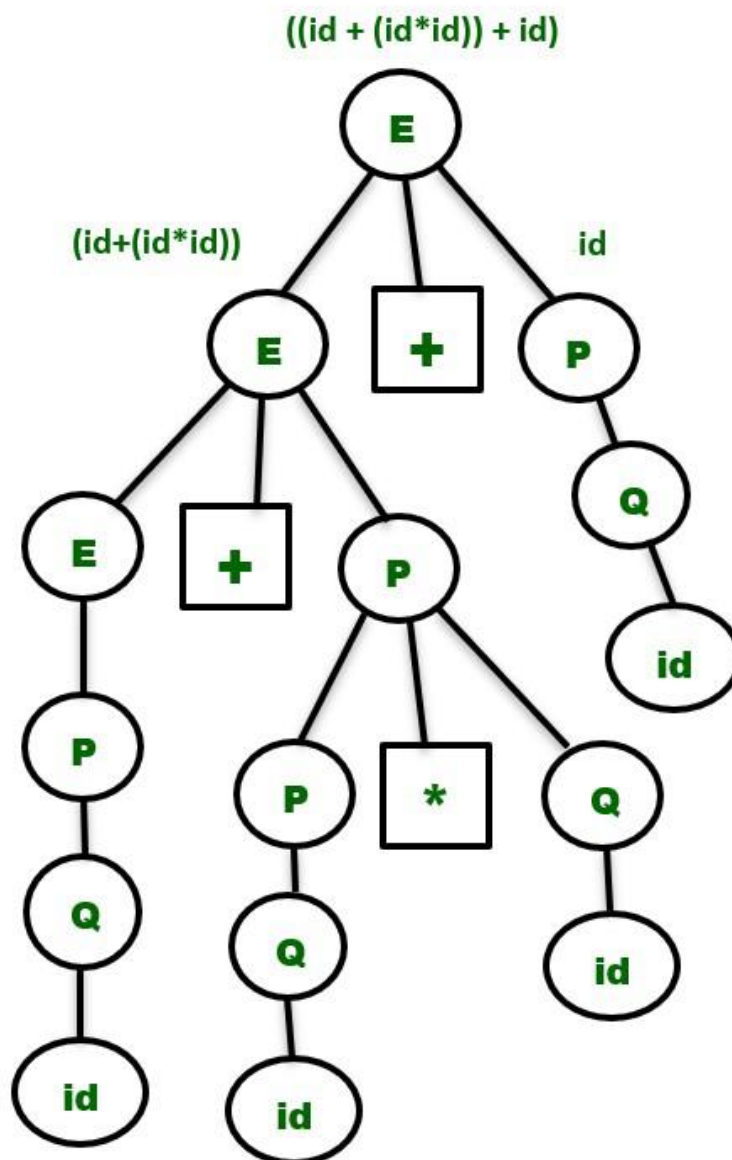 ((id + (id*id)) + id)
E
(id+(id*id))
id
E
+
P
Q
E
+
P
id
P
P
*
Q
Q
Q
id
id
id